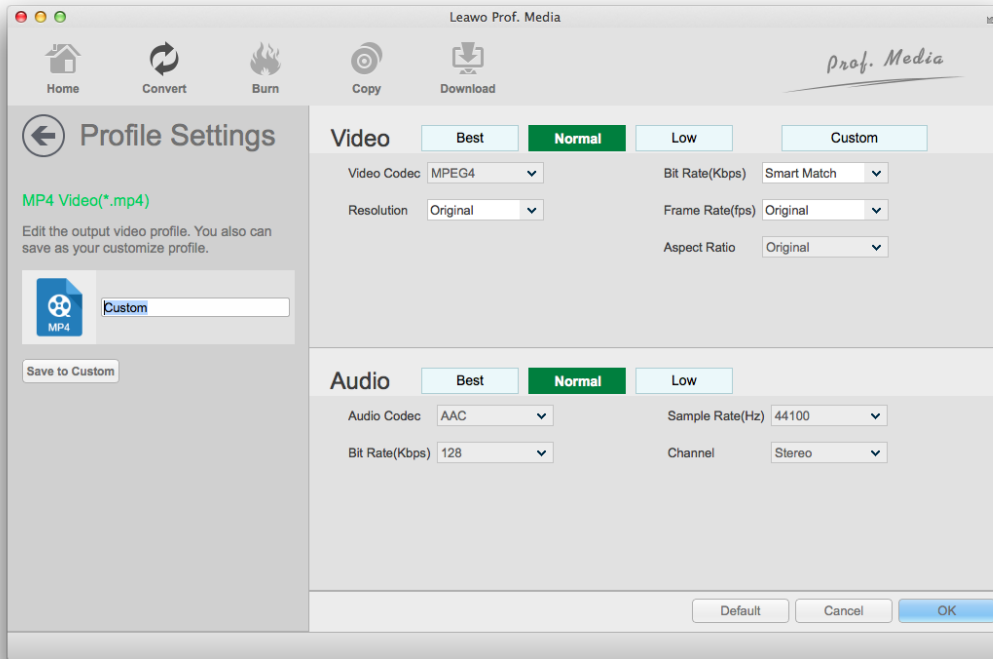 Leawo Prof. Media
Home Convert Burn Copy Download
Prof. Media
Profile Settings
MP4 Video(*.mp4)
Edit the output video profile. You also can
save as your customize profile.
MP4
Custom
Save to Custom
Video Best Normal Low Custom
Video Codec MPEG4 Bit Rate(Kbps) Smart Match
Resolution Original Frame Rate(fps) Original
Aspect Ratio Original
Audio Best Normal Low
Audio Codec AAC Sample Rate(Hz) 44100
Bit Rate(Kbps) 128 Channel Stereo
Default Cancel OK